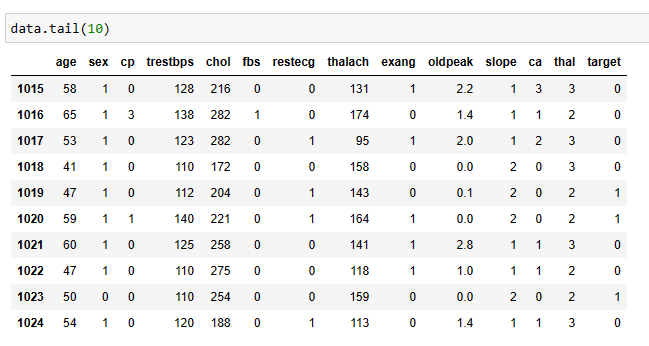 data.tail(10)
age sex cp trestbps chol fbs restecg thalach exang oldpeak slope ca thal target
1015 58 1 0 128 216 0 0 131 1 2.2 1 3 3 0
1016 65 1 3 138 282 1 0 174 0 1.4 1 1 2 0
1017 53 1 0 123 282 0 1 95 1 2.0 1 2 3 0
1018 41 1 0 110 172 0 0 158 0 0.0 2 0 3 0
1019 47 1 0 112 204 0 1 143 0 0.1 2 0 2 1
1020 59 1 1 140 221 0 1 164 1 0.0 2 0 2 1
1021 60 1 0 125 258 0 0 141 1 2.8 1 1 3 0
1022 47 1 0 110 275 0 0 118 1 1.0 1 1 2 0
1023 50 0 0 110 254 0 0 159 0 0.0 2 0 2 1
1024 54 1 0 120 188 0 1 113 0 1.4 1 1 3 0